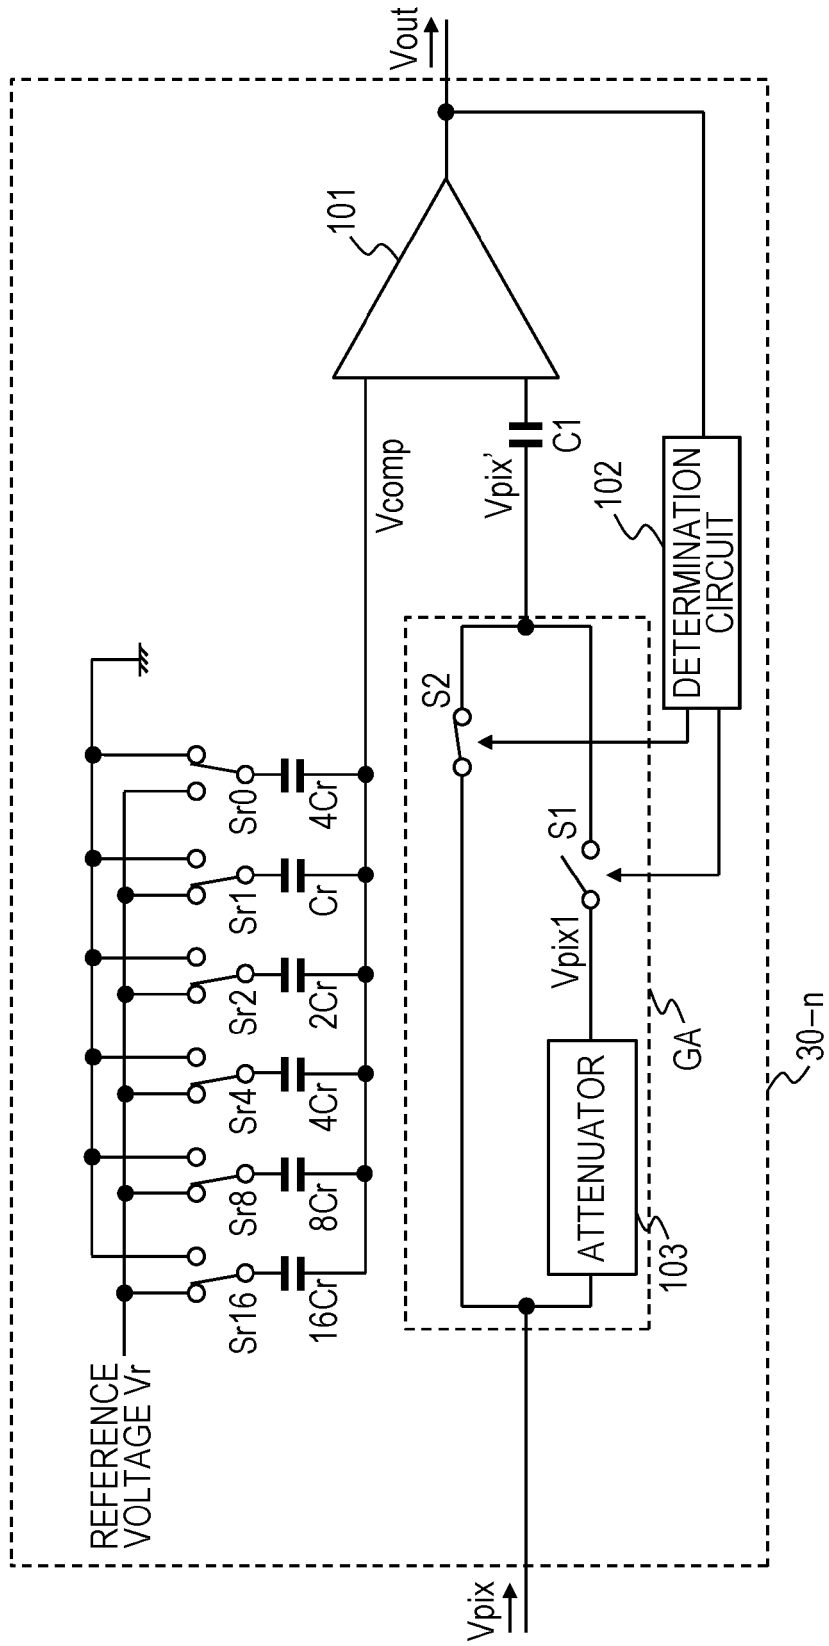 REFERENCE
VOLTAGE Vr
Sr16
Sr8
Sr4
Sr2
Sr1
Sr0
16Cr
8Cr
4Cr
2Cr
Cr
4Cr
Vcomp
101
Vout
Vpix
ATTENUATOR
103
Vpix1
S1
S2
GA
Vpix'
C1
102
DETERMINATION
CIRCUIT
30-n